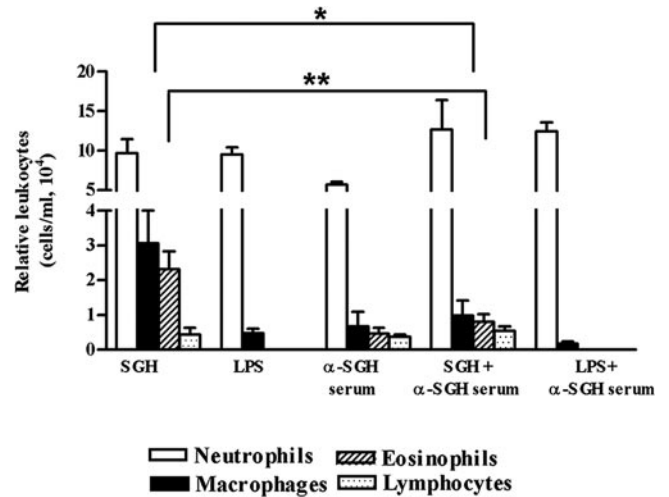 *
**
Relative leukocytes
(cells/ml, 10⁴)
20
15
10
5
4
3
2
1
0
SGH
LPS
α-SGH
serum
SGH +
α-SGH serum
LPS+
α-SGH serum
Neutrophils
Eosinophils
Macrophages
Lymphocytes